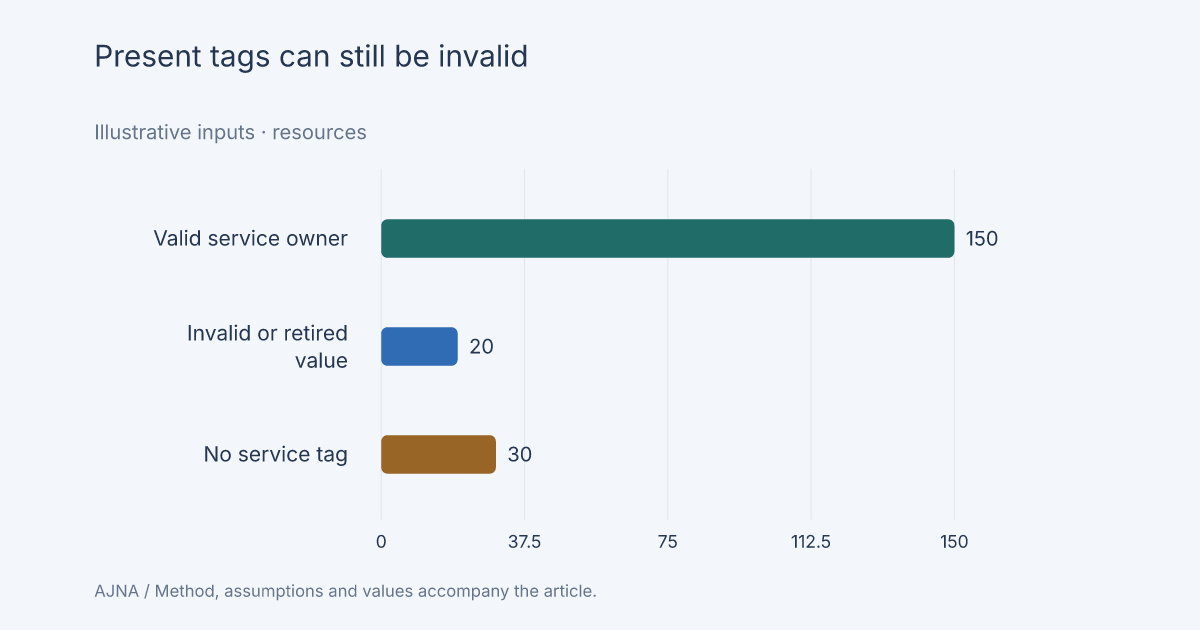 Present tags can still be invalid
Illustrative inputs · resources
Valid service owner
150
Invalid or retired
value
20
No service tag
30
0
37.5
75
112.5
150
AJNA / Method, assumptions and values accompany the article.